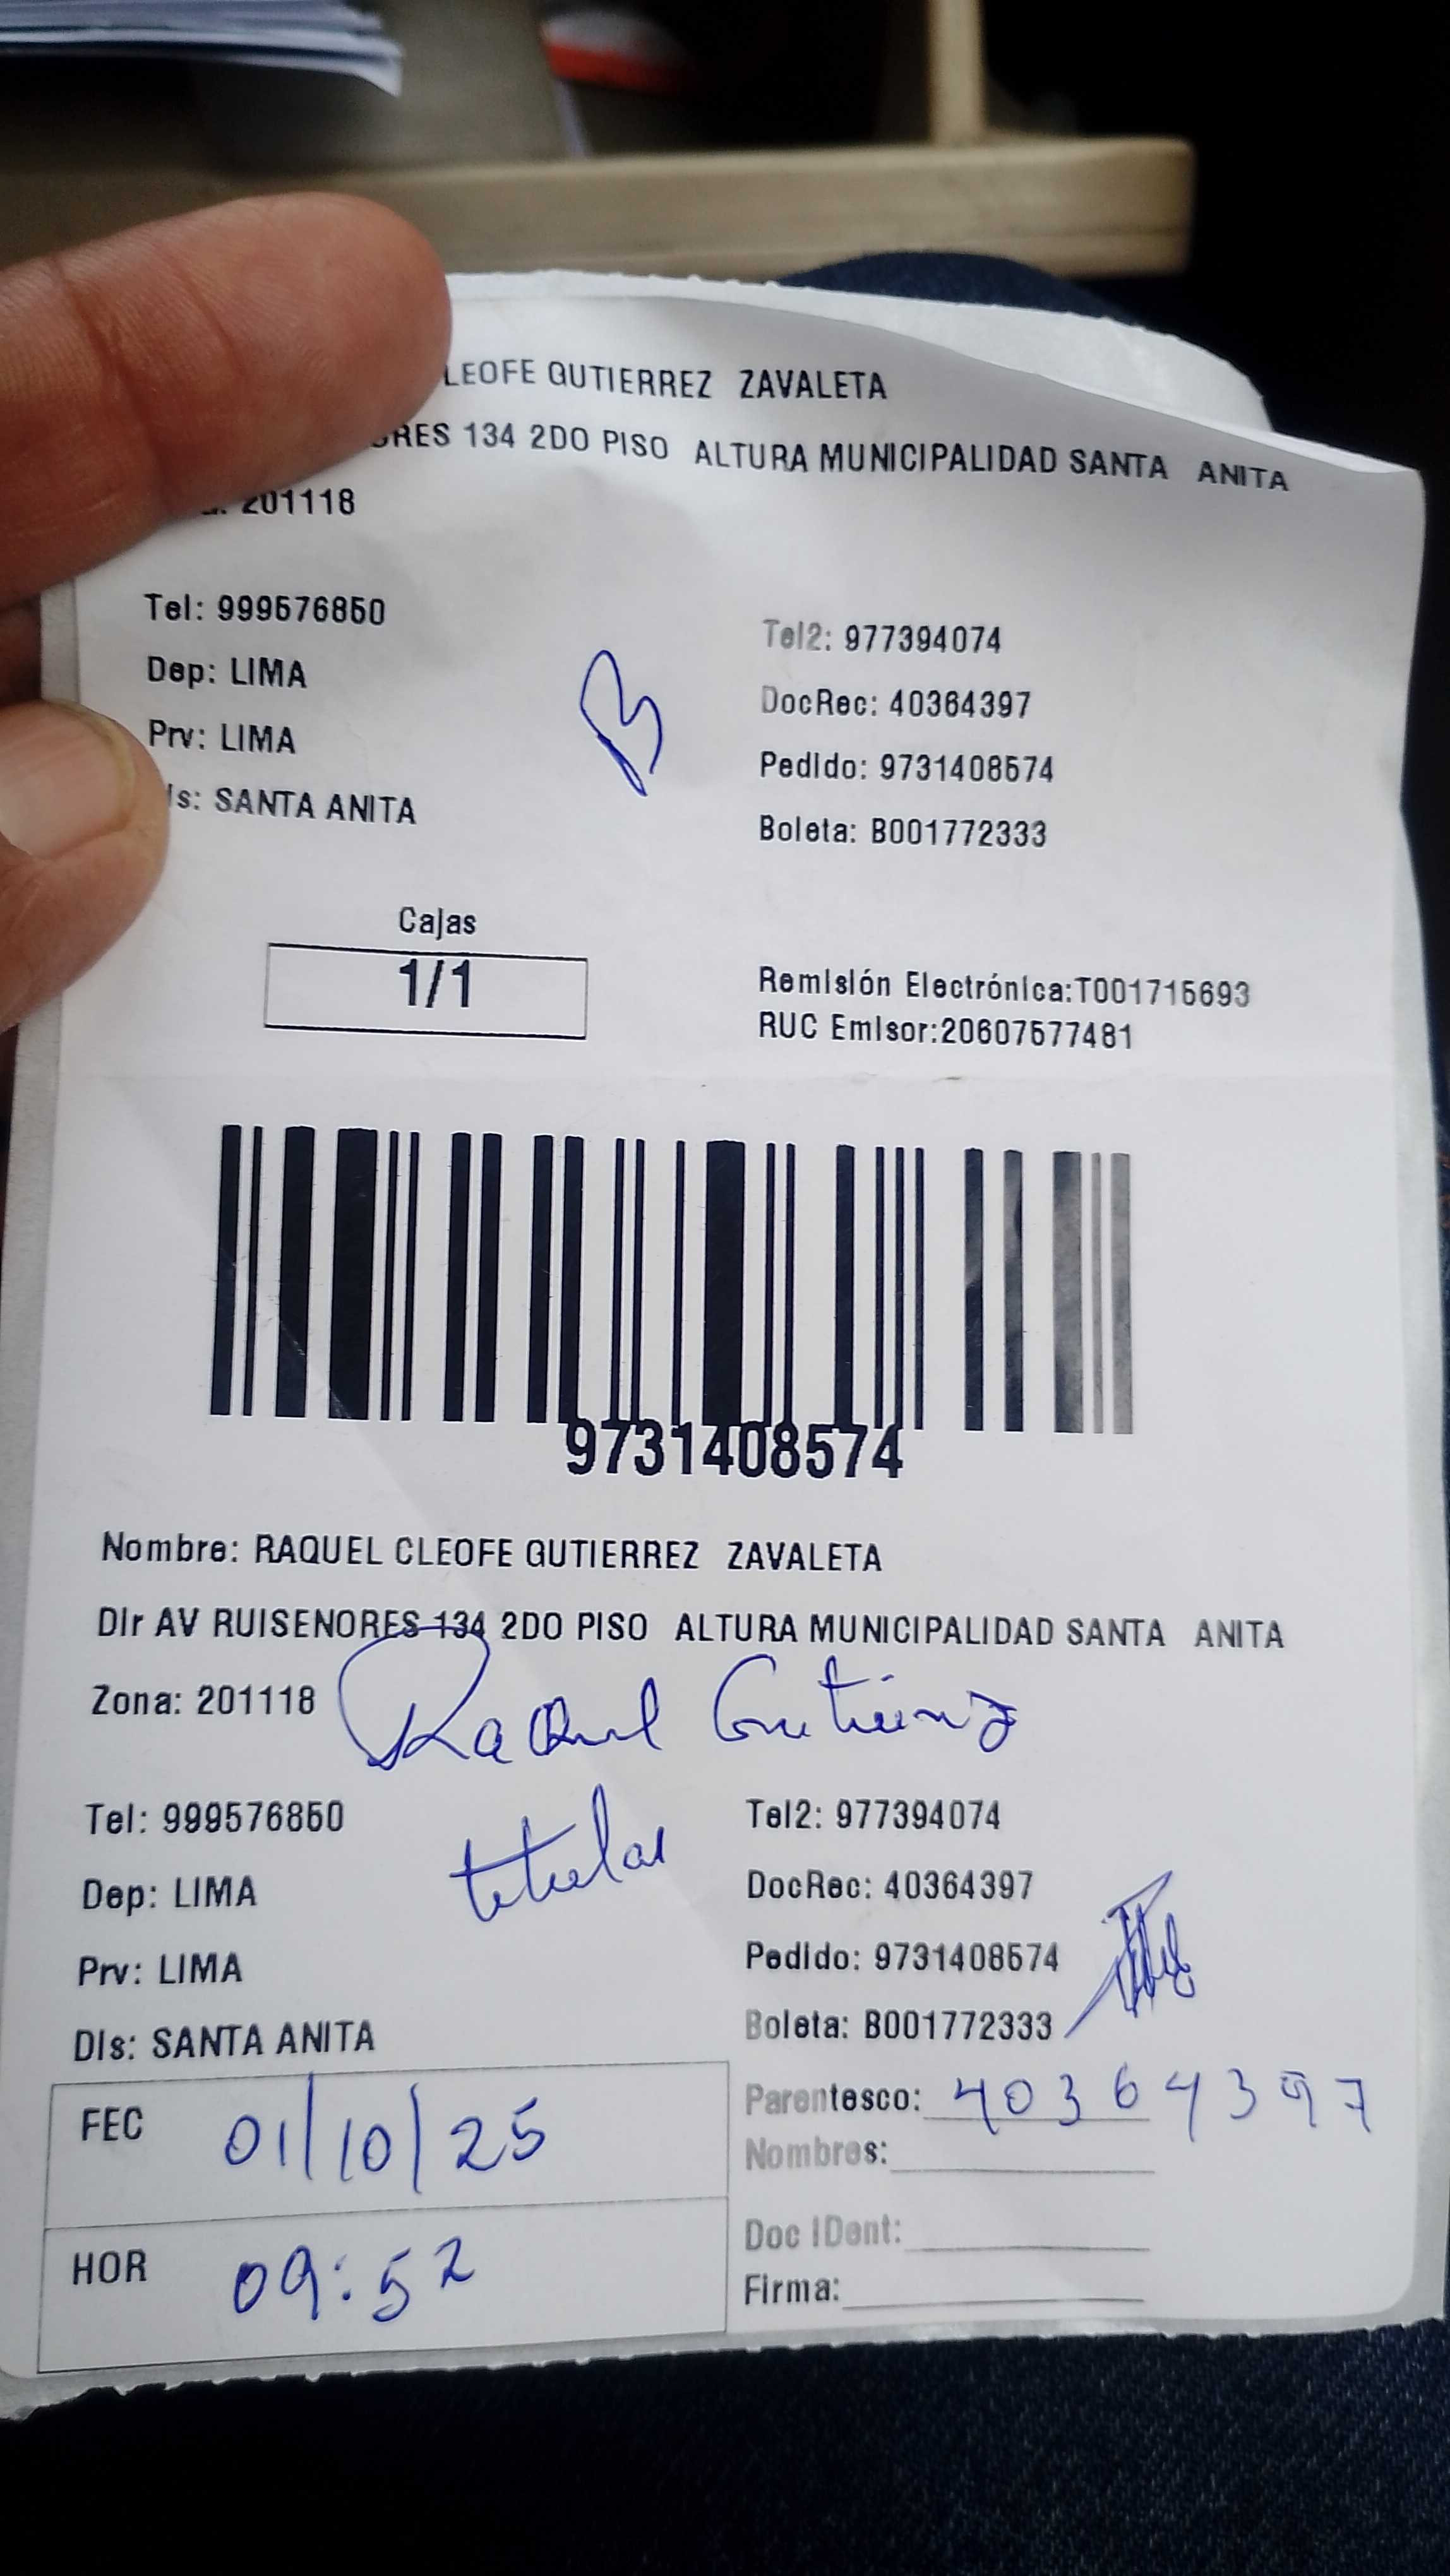 LEOFE GUTIERREZ ZAVALETA
ORES 134 2DO PISO ALTURA MUNICIPALIDAD SANTA ANITA
201118
Tel: 999576850
Tel2: 977394074
Dep: LIMA
DocRec: 40364397
Prv: LIMA
Pedido: 9731408574
Dis: SANTA ANITA
Boleta: B001772333
Cajas
1/1
Remisión Electrónica:T001715693
RUC Emisor:20607577481
9731408574
Nombre: RAQUEL CLEOFE GUTIERREZ ZAVALETA
Dir AV RUISENORES 134 2DO PISO ALTURA MUNICIPALIDAD SANTA ANITA
Zona: 201118
Raquel Gutierrez
Tel: 999576850
titular
Tel2: 977394074
Dep: LIMA
DocRec: 40364397
Prv: LIMA
Pedido: 9731408574
Dis: SANTA ANITA
Boleta: B001772333
FEC 01/10/25
Parentesco: 40364397
Nombres:
HOR 09:52
Doc IDent:
Firma: